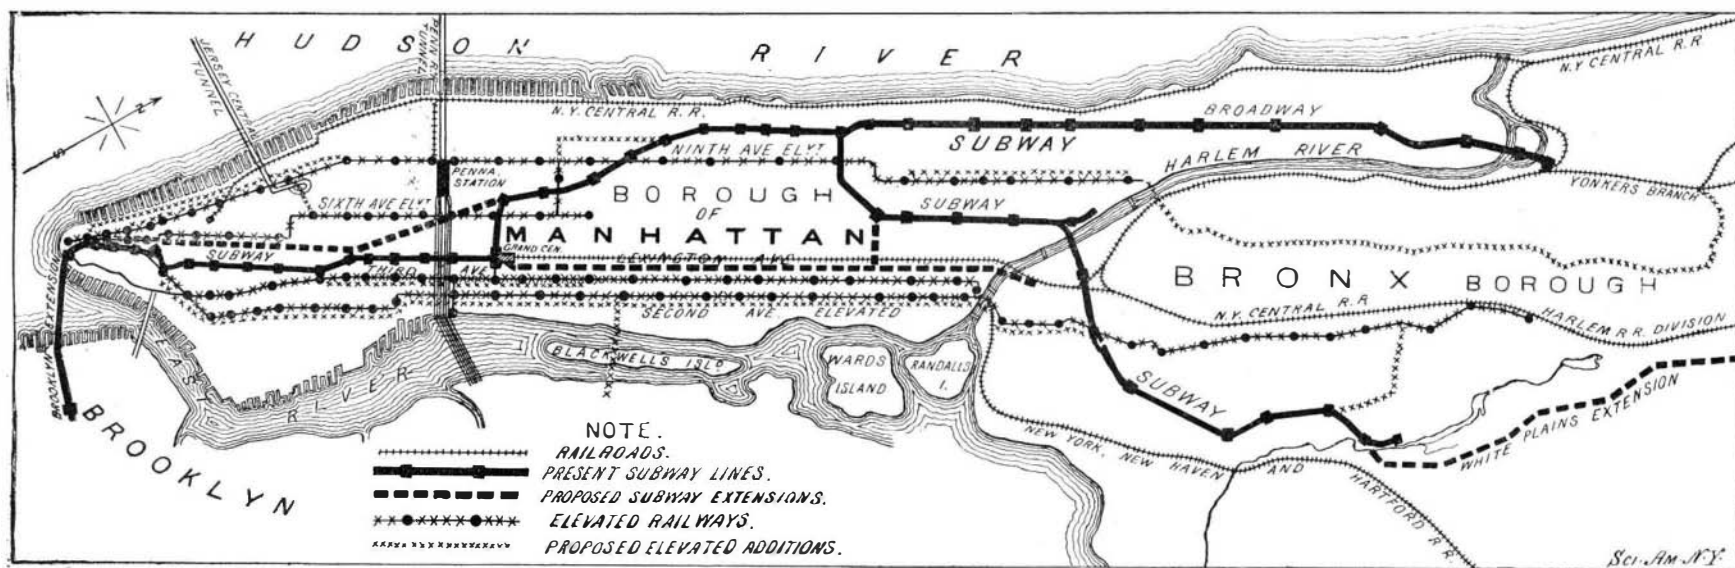 HUDSON RIVER
JERSEY CENTRAL
TUNNEL
PENN R.R.
TUNNEL
N.Y. CENTRAL R.R.
N.Y CENTRAL R.R
BROADWAY
SUBWAY
NINTH AVE ELVT
HARLEM RIVER
PENNA.
STATION
YONKERS BRANCH
SIXTH AVE ELVT
BOROUGH
OF
MANHATTAN
SUBWAY
GRAND CEN.
SUBWAY
THIRD AVE.
LEXINGTON AVE
BRONX BOROUGH
SECOND AVE. ELEVATED
N.Y. CENTRAL R.R
HARLEM R.R. DIVISION
BROOKLYN EXTENSION
BLACKWELLS ISLD
WARDS
ISLAND
RANDALLS
I.
EAST RIVER
SUBWAY
WHITE PLAINS EXTENSION
NEW YORK, NEW HAVEN AND HARTFORD R.R.
BROOKLYN
NOTE.
RAILROADS.
PRESENT SUBWAY LINES.
PROPOSED SUBWAY EXTENSIONS.
ELEVATED RAILWAYS.
PROPOSED ELEVATED ADDITIONS.
S
N
SCI-AM-N.Y.